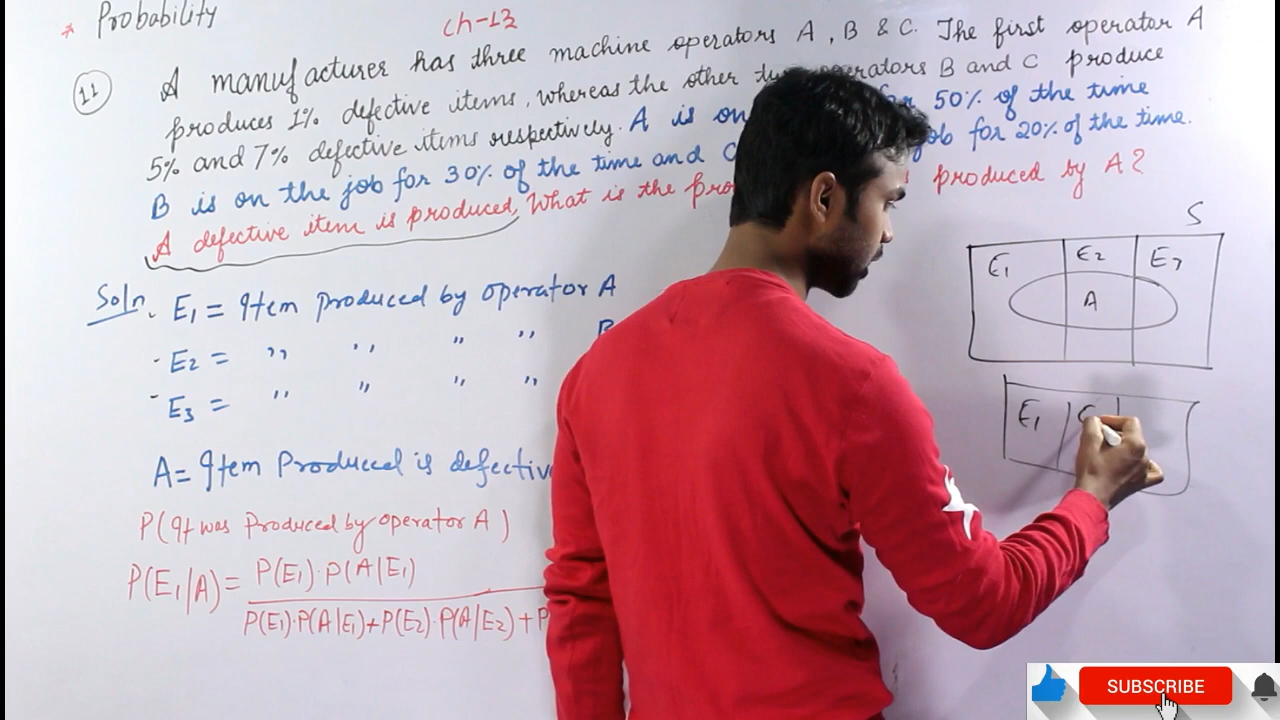 * Probability
ch-13
11 A manufacturer has three machine operators A, B & C. The first operator A
produces 1% defective items, whereas the other operators B and C produce
5% and 7% defective items respectively. A is on for 50% of the time
B is on the job for 30% of the time and C job for 20% of the time.
A defective item is produced, What is the produced by A?
S
E1 E2 E3
A
E1
Soln. E1 = Item produced by operator A
E2 = ,, ,, ,, ,, B
E3 = ,, ,, ,, ,,
A = Item Produced is defective
P(It was Produced by operator A)
P(E1|A) = P(E1).P(A|E1)
P(E1).P(A|E1)+P(E2).P(A|E2)+P
SUBSCRIBE